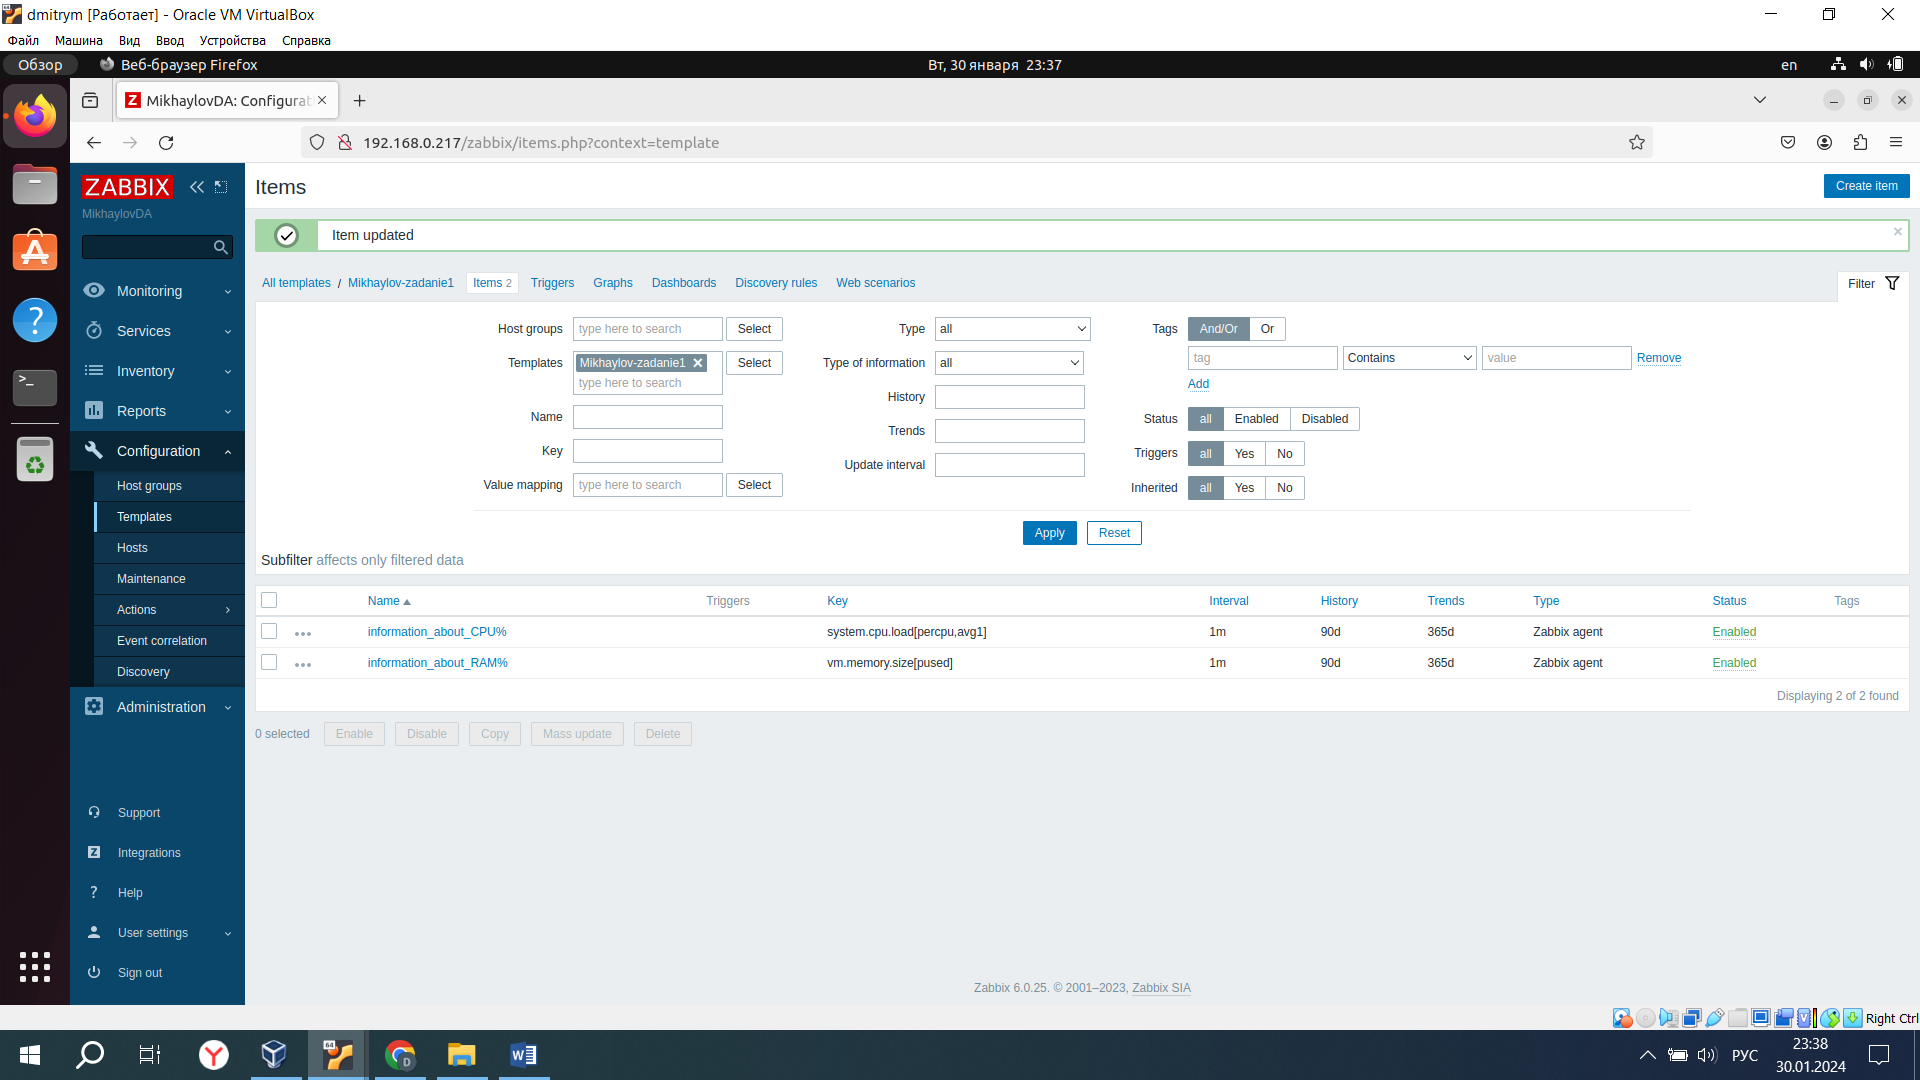 dmitrym [Работает] - Oracle VM VirtualBox
Файл Машина Вид Ввод Устройства Справка
Обзор Веб-браузер Firefox Вт, 30 января 23:37 en
MikhaylovDA: Configurat
192.168.0.217/zabbix/items.php?context=template
ZABBIX
MikhaylovDA
Items
Create item
Item updated
All templates / Mikhaylov-zadanie1 Items 2 Triggers Graphs Dashboards Discovery rules Web scenarios Filter
Monitoring
Services
Inventory
Reports
Configuration
Host groups
Templates
Hosts
Maintenance
Actions
Event correlation
Discovery
Administration
Support
Integrations
Help
User settings
Sign out
Host groups type here to search Select
Templates Mikhaylov-zadanie1 Select
type here to search
Name
Key
Value mapping type here to search Select
Type all
Type of information all
History
Trends
Update interval
Tags And/Or Or
tag Contains value Remove
Add
Status all Enabled Disabled
Triggers all Yes No
Inherited all Yes No
Apply Reset
Subfilter affects only filtered data
Name Triggers Key Interval History Trends Type Status Tags
information_about_CPU% system.cpu.load[percpu,avg1] 1m 90d 365d Zabbix agent Enabled
information_about_RAM% vm.memory.size[pused] 1m 90d 365d Zabbix agent Enabled
Displaying 2 of 2 found
0 selected Enable Disable Copy Mass update Delete
Zabbix 6.0.25. © 2001–2023, Zabbix SIA
Right Ctrl
РУС
23:38
30.01.2024